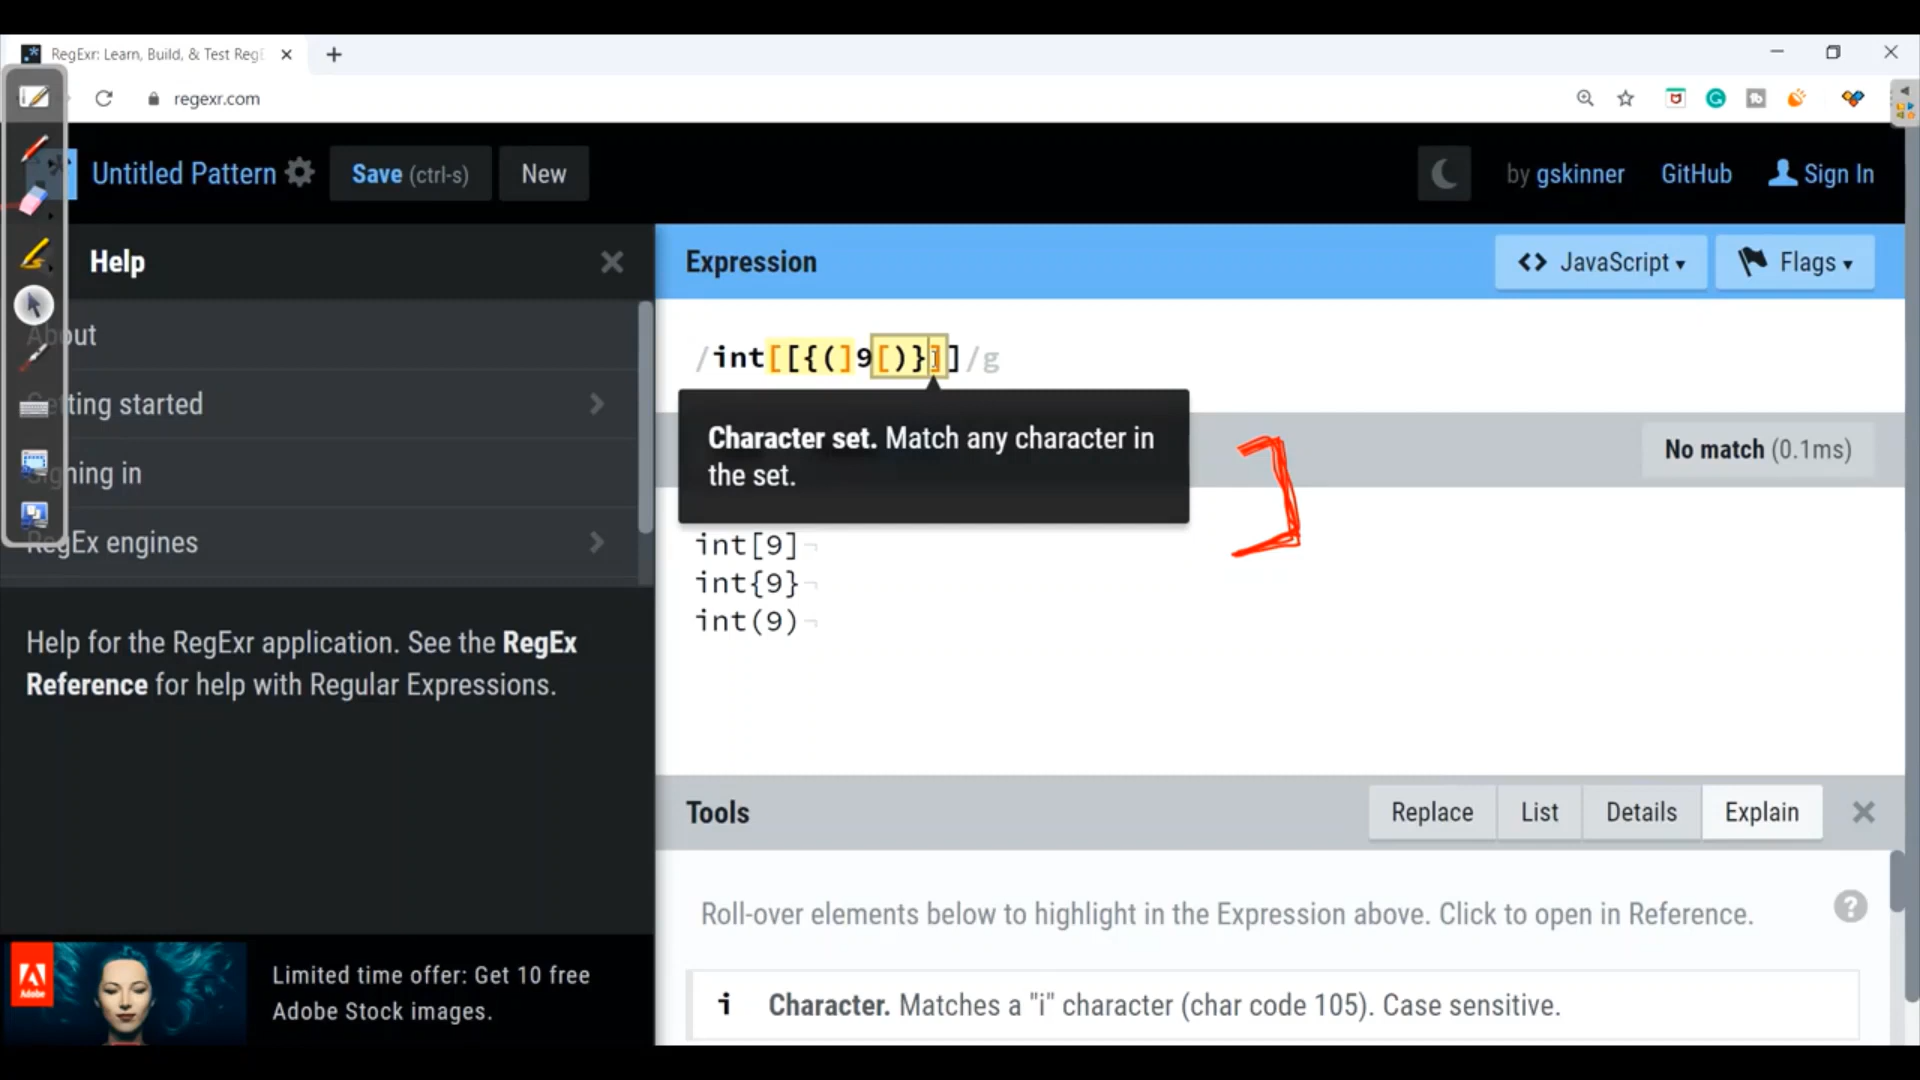 RegExr: Learn, Build, & Test RegE
regexr.com
Untitled Pattern
Save (ctrl-s)
New
by gskinner
GitHub
Sign In
Help
Expression
JavaScript
Flags
About
/int[[{(]9[)}]]/g
Getting started
Character set. Match any character in
the set.
No match (0.1ms)
Signing in
RegEx engines
int[9]
int{9}
int(9)
Help for the RegExr application. See the RegEx
Reference for help with Regular Expressions.
Tools
Replace
List
Details
Explain
Roll-over elements below to highlight in the Expression above. Click to open in Reference.
?
Adobe
Limited time offer: Get 10 free
Adobe Stock images.
i Character. Matches a "i" character (char code 105). Case sensitive.